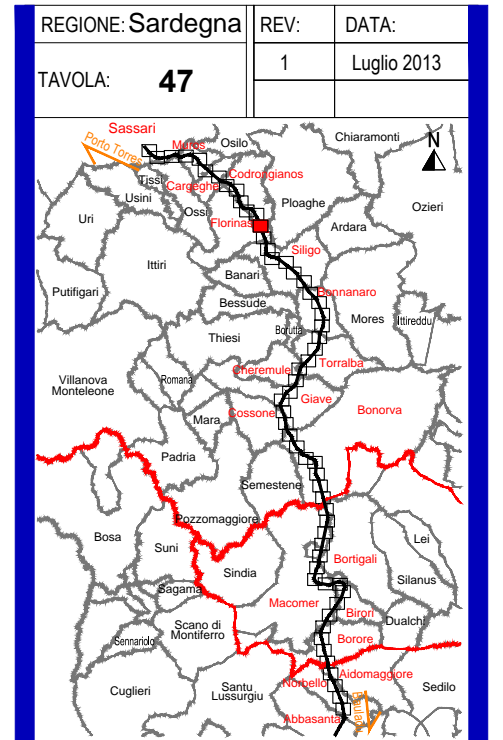 REGIONE: Sardegna
REV:
DATA:
TAVOLA: 47
1
Luglio 2013
Sassari
Porto Torres
Muros
Osilo
Chiaramonti
N
Tissi
Cargeghe
Codrongianos
Usini
Ossi
Ploaghe
Ozieri
Uri
Florinas
Ardara
Siligo
Ittiri
Banari
Putifigari
Bonnanaro
Bessude
Mores
Ittireddu
Thiesi
Borutta
Cheremule
Torralba
Villanova
Monteleone
Romana
Giave
Cossone
Bonorva
Mara
Padria
Semestene
Pozzomaggiore
Bosa
Suni
Lei
Bortigali
Sindia
Silanus
Sagama
Macomer
Birori
Dualchi
Scano di
Montiferro
Sennariolo
Borore
Aidomaggiore
Norbello
Cuglieri
Santu
Lussurgiu
Sedilo
Abbasanta